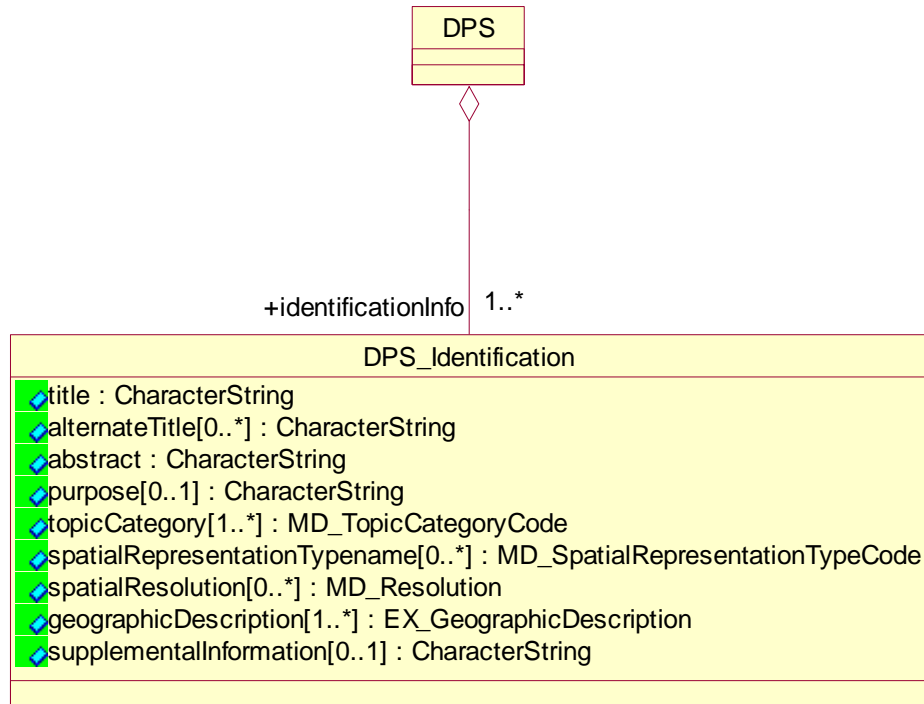 DPS
+identificationInfo 1..*
DPS_Identification
title : CharacterString
alternateTitle[0..*] : CharacterString
abstract : CharacterString
purpose[0..1] : CharacterString
topicCategory[1..*] : MD_TopicCategoryCode
spatialRepresentationTypename[0..*] : MD_SpatialRepresentationTypeCode
spatialResolution[0..*] : MD_Resolution
geographicDescription[1..*] : EX_GeographicDescription
supplementalInformation[0..1] : CharacterString